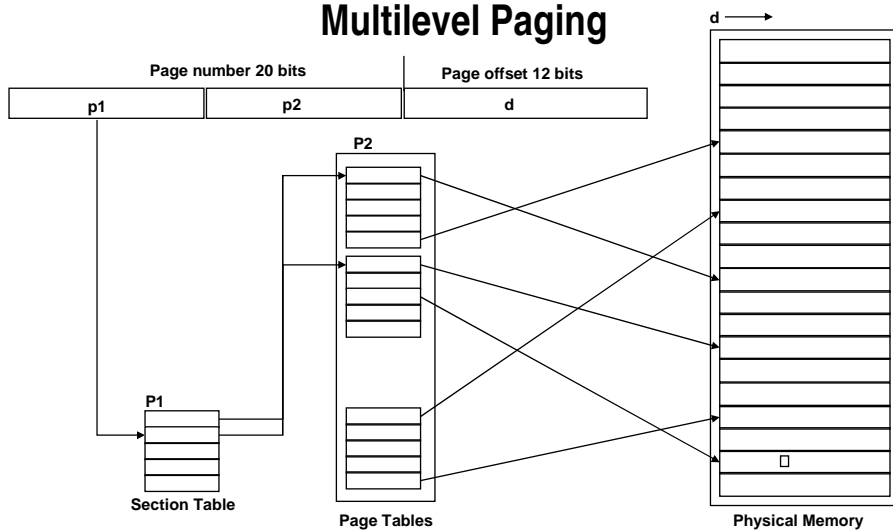 Multilevel Paging
d
Page number 20 bits
Page offset 12 bits
p1
p2
d
P2
P1
Section Table
Page Tables
Physical Memory